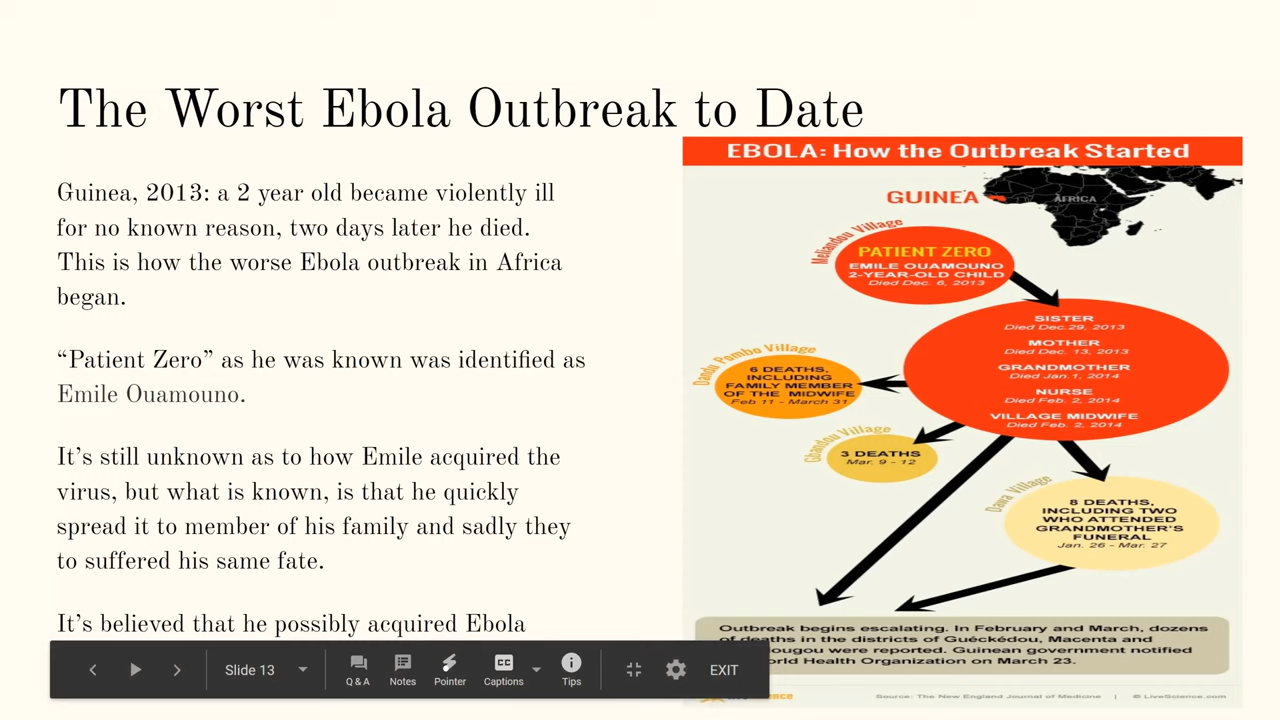 The Worst Ebola Outbreak to Date
Guinea, 2013: a 2 year old became violently ill
for no known reason, two days later he died.
This is how the worse Ebola outbreak in Africa
began.
“Patient Zero” as he was known was identified as
Emile Ouamouno.
It’s still unknown as to how Emile acquired the
virus, but what is known, is that he quickly
spread it to member of his family and sadly they
to suffered his same fate.
It’s believed that he possibly acquired Ebola
EBOLA: How the Outbreak Started
GUINEA
AFRICA
Meliandou Village
PATIENT ZERO
EMILE OUAMOUNO
2-YEAR-OLD CHILD
Died Dec. 6, 2013
SISTER
Died Dec.29, 2013
MOTHER
Died Dec. 13, 2013
GRANDMOTHER
Died Jan.1, 2014
NURSE
Died Feb. 2, 2014
VILLAGE MIDWIFE
Died Feb. 2, 2014
Dandu Pombo Village
6 DEATHS,
INCLUDING
FAMILY MEMBER
OF THE MIDWIFE
Feb 11 - March 31
Gbandou Village
3 DEATHS
Mar. 9 - 12
Dawa Village
8 DEATHS,
INCLUDING TWO
WHO ATTENDED
GRANDMOTHER'S
FUNERAL
Jan. 26 - Mar. 27
Outbreak begins escalating. In February and March, dozens
of deaths in the districts of Guéckédou, Macenta and
were reported. Guinean government notified
Health Organization on March 23.
Source: The New England Journal of Medicine | © LiveScience.com
Slide 13
Q & A
Notes
Pointer
CC
Captions
Tips
EXIT